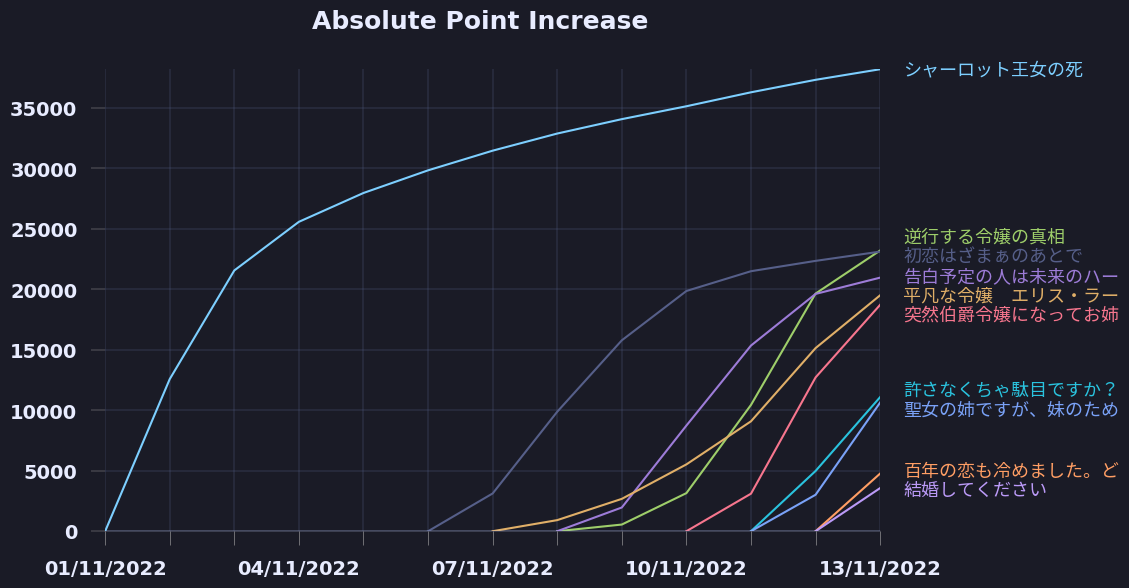 Absolute Point Increase
シャーロット王女の死
35000
30000
25000
逆行する令嬢の真相
初恋はざまぁのあとで
告白予定の人は未来のハー
20000
平凡な令嬢　エリス・ラー
突然伯爵令嬢になってお姉
15000
許さなくちゃ駄目ですか？
10000
聖女の姉ですが、妹のため
5000
百年の恋も冷めました。ど
結婚してください
0
01/11/2022
04/11/2022
07/11/2022
10/11/2022
13/11/2022